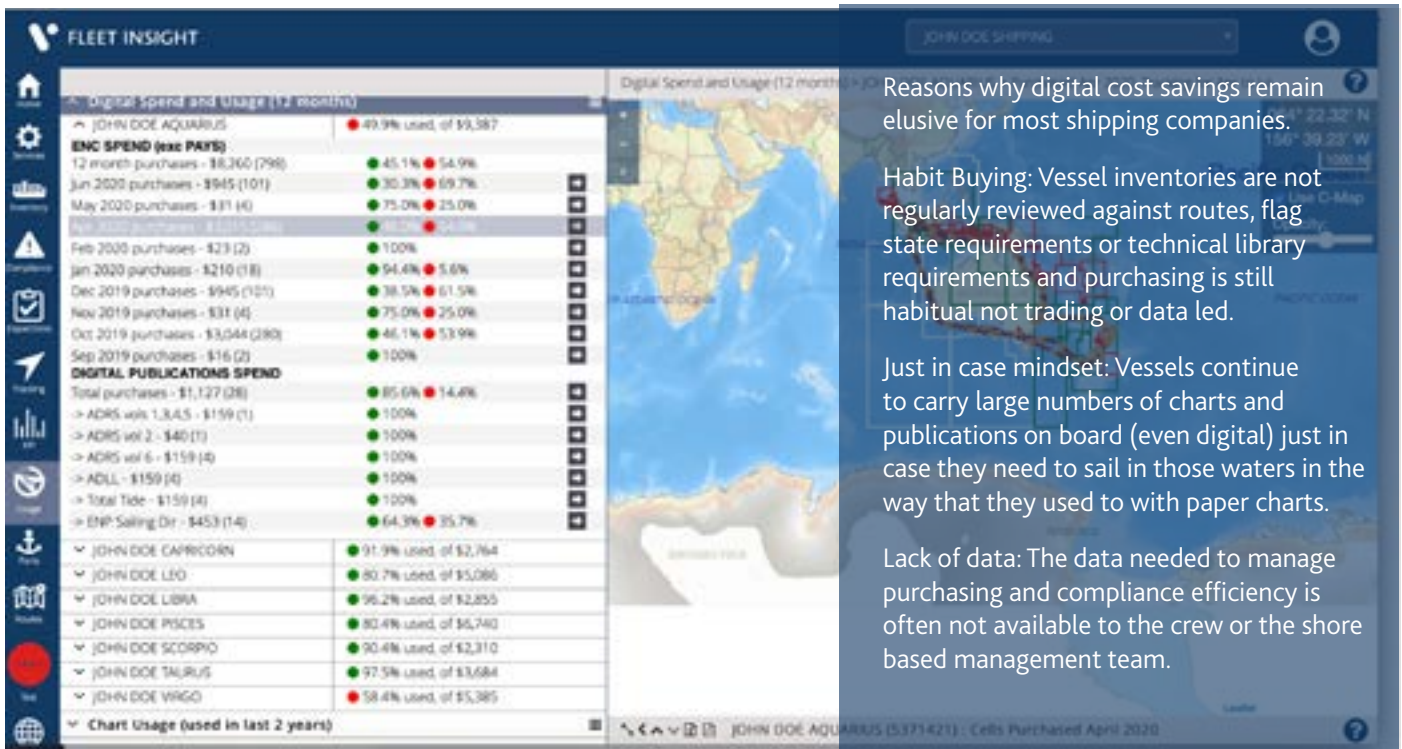 FLEET INSIGHT
JOHN DOE SHIPPING
Digital Spend and Usage (12 months)
JOHN DOE AQUARIUS 49.9% used, of $9,387
ENC SPEND (exc PAYS)
12 month purchases - $8,260 (798) 45.1% 54.9%
Jun 2020 purchases - $945 (101) 30.3% 69.7%
May 2020 purchases - $31 (4) 75.0% 25.0%
Feb 2020 purchases - $23 (2) 100%
Jan 2020 purchases - $210 (18) 94.4% 5.6%
Dec 2019 purchases - $945 (101) 38.5% 61.5%
Nov 2019 purchases - $31 (4) 75.0% 25.0%
Oct 2019 purchases - $3,044 (280) 46.1% 53.9%
Sep 2019 purchases - $16 (2) 100%
DIGITAL PUBLICATIONS SPEND
Total purchases - $1,127 (28) 85.6% 14.4%
-> ADRS vols 1,3,4,5 - $159 (1) 100%
-> ADRS vol 2 - $40 (1) 100%
-> ADRS vol 6 - $159 (4) 100%
-> ADLL - $159 (4) 100%
-> Total Tide - $159 (4) 100%
-> ENP Sailing Dir - $453 (14) 64.3% 35.7%
JOHN DOE CAPRICORN 91.9% used, of $2,764
JOHN DOE LEO 80.7% used, of $5,086
JOHN DOE LIBRA 96.2% used, of $2,855
JOHN DOE PISCES 80.4% used, of $6,740
JOHN DOE SCORPIO 90.4% used, of $2,310
JOHN DOE TAURUS 97.5% used, of $3,684
JOHN DOE VIRGO 58.4% used, of $5,385
Chart Usage (used in last 2 years)
Digital Spend and Usage (12 months)
JOHN DOE AQUARIUS (5371421) : Cells Purchased April 2020
Reasons why digital cost savings remain
elusive for most shipping companies.
Habit Buying: Vessel inventories are not
regularly reviewed against routes, flag
state requirements or technical library
requirements and purchasing is still
habitual not trading or data led.
Just in case mindset: Vessels continue
to carry large numbers of charts and
publications on board (even digital) just in
case they need to sail in those waters in the
way that they used to with paper charts.
Lack of data: The data needed to manage
purchasing and compliance efficiency is
often not available to the crew or the shore
based management team.